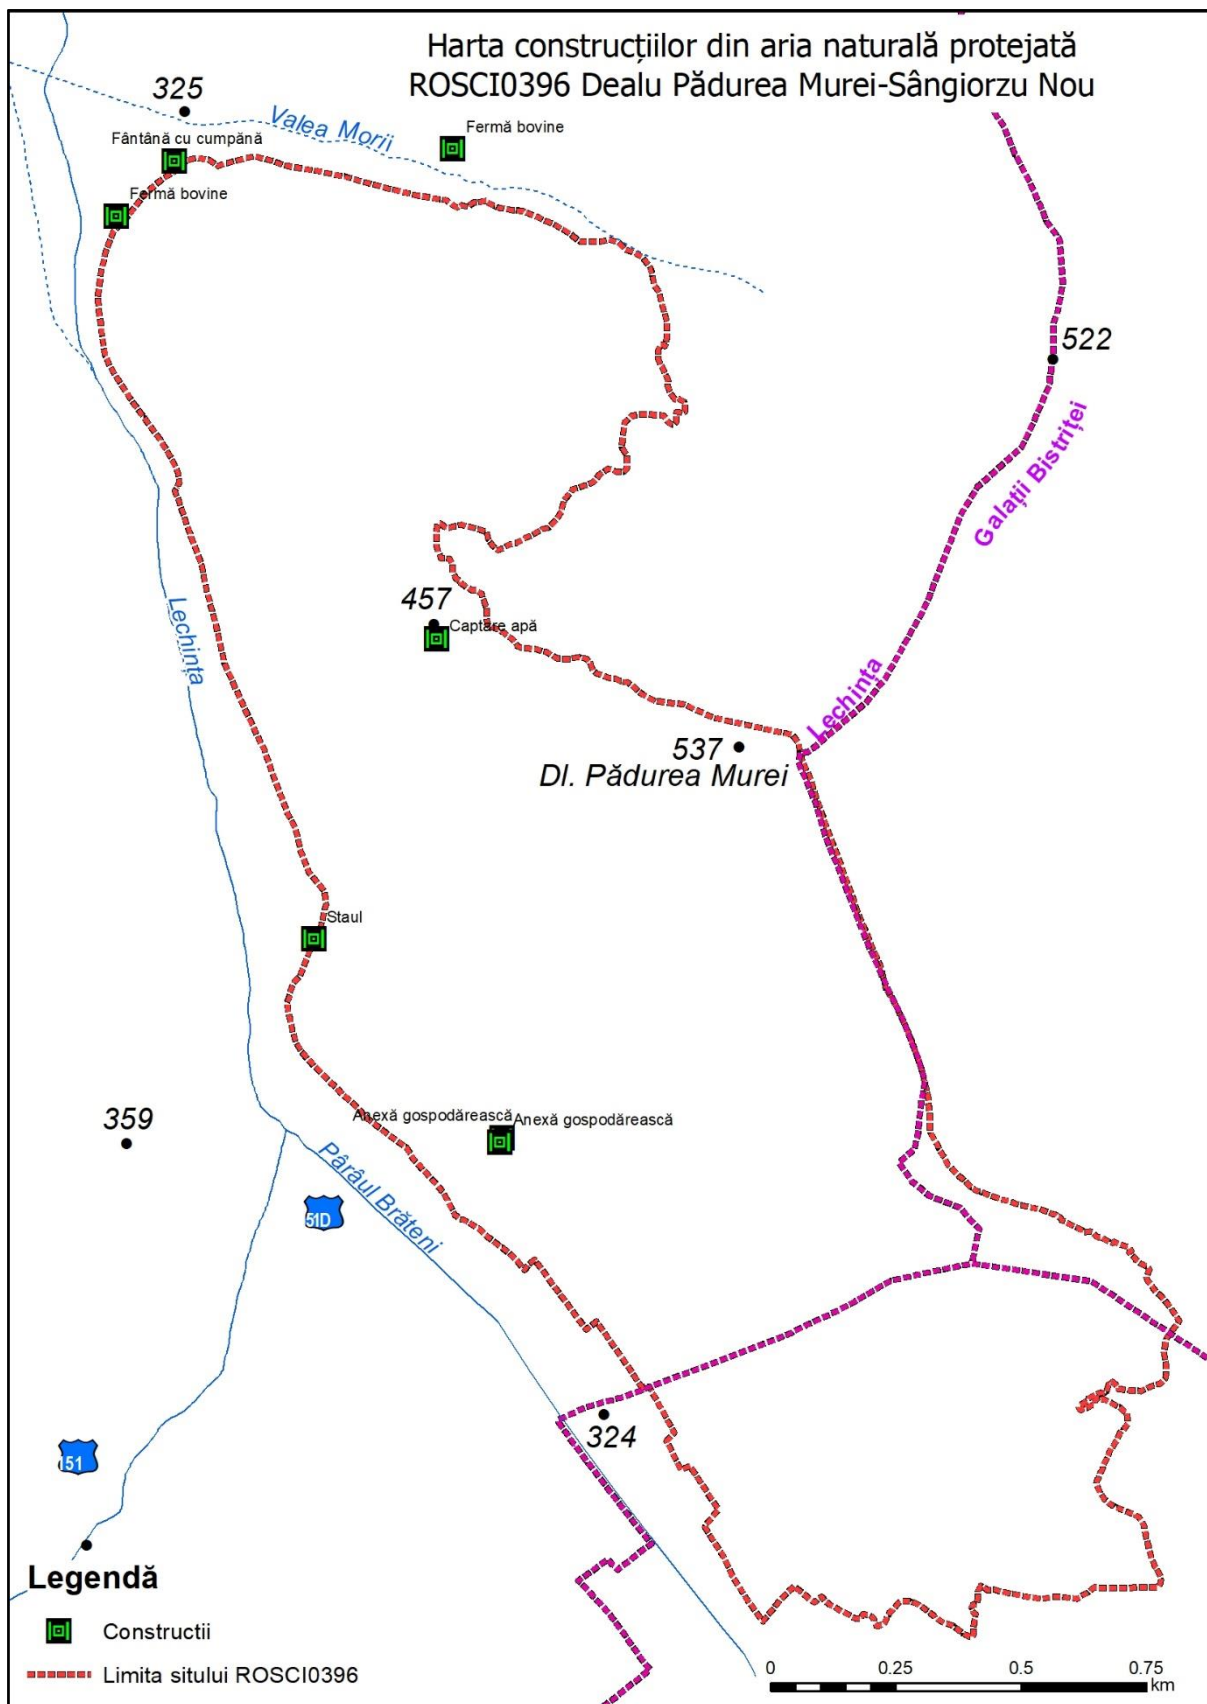 Harta construcțiilor din aria naturală protejată
ROSCI0396 Dealu Pădurea Murei-Sângiorzu Nou
325
Valea Morii
Fermă bovine
Fântână cu cumpănă
Fermă bovine
522
Galații Bistriței
Lechința
457
Captare apă
Lechința
537
Dl. Pădurea Murei
Staul
Anexă gospodărească
Anexă gospodărească
359
Pârâul Brăteni
51D
324
151
Legendă
Constructii
Limita sitului ROSCI0396
0 0.25 0.5 0.75
km